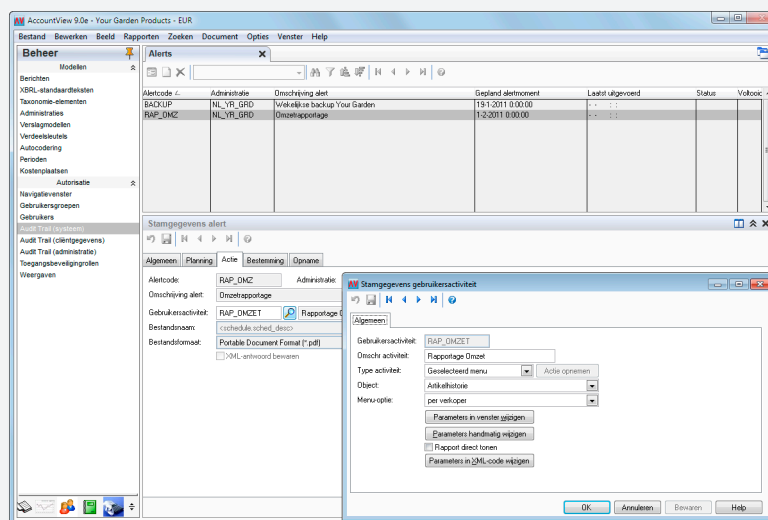 AccountView 9.0e - Your Garden Products - EUR
Bestand Bewerken Beeld Rapporten Zoeken Document Opties Venster Help
Beheer
Modellen
Berichten
XBRL-standaardteksten
Taxonomie-elementen
Administraties
Verslagmodellen
Verdeelsleutels
Autocodering
Perioden
Kostenplaatsen
Autorisatie
Navigatievenster
Gebruikersgroepen
Gebruikers
Audit Trail (systeem)
Audit Trail (cliëntgegevens)
Audit Trail (administratie)
Toegangsbeveiligingrollen
Weergaven
Alerts
Alertcode Administratie Omschrijving alert Gepland alertmoment Laatst uitgevoerd Status Voltooic
BACKUP NL_YR_GRD Wekelijkse backup Your Garden 19-1-2011 0:00:00 - - : :
RAP_OMZ NL_YR_GRD Omzetrapportage 1-2-2011 0:00:00 - - : :
Stamgegevens alert
Algemeen Planning Actie Bestemming Opname
Alertcode: RAP_OMZ Administratie:
Omschrijving alert: Omzetrapportage
Gebruikersactiviteit: RAP_OMZET Rapportage
Bestandsnaam: <schedule.sched_desc>
Bestandsformaat: Portable Document Format (*.pdf)
XML-antwoord bewaren
Stamgegevens gebruikersactiviteit
Algemeen
Gebruikersactiviteit: RAP_OMZET
Omschr activiteit: Rapportage Omzet
Type activiteit: Geselecteerd menu Actie opnemen
Object: Artikelhistorie
Menu-optie: per verkoper
Parameters in venster wijzigen
Parameters handmatig wijzigen
Rapport direct tonen
Parameters in XML-code wijzigen
OK Annuleren Bewaren Help